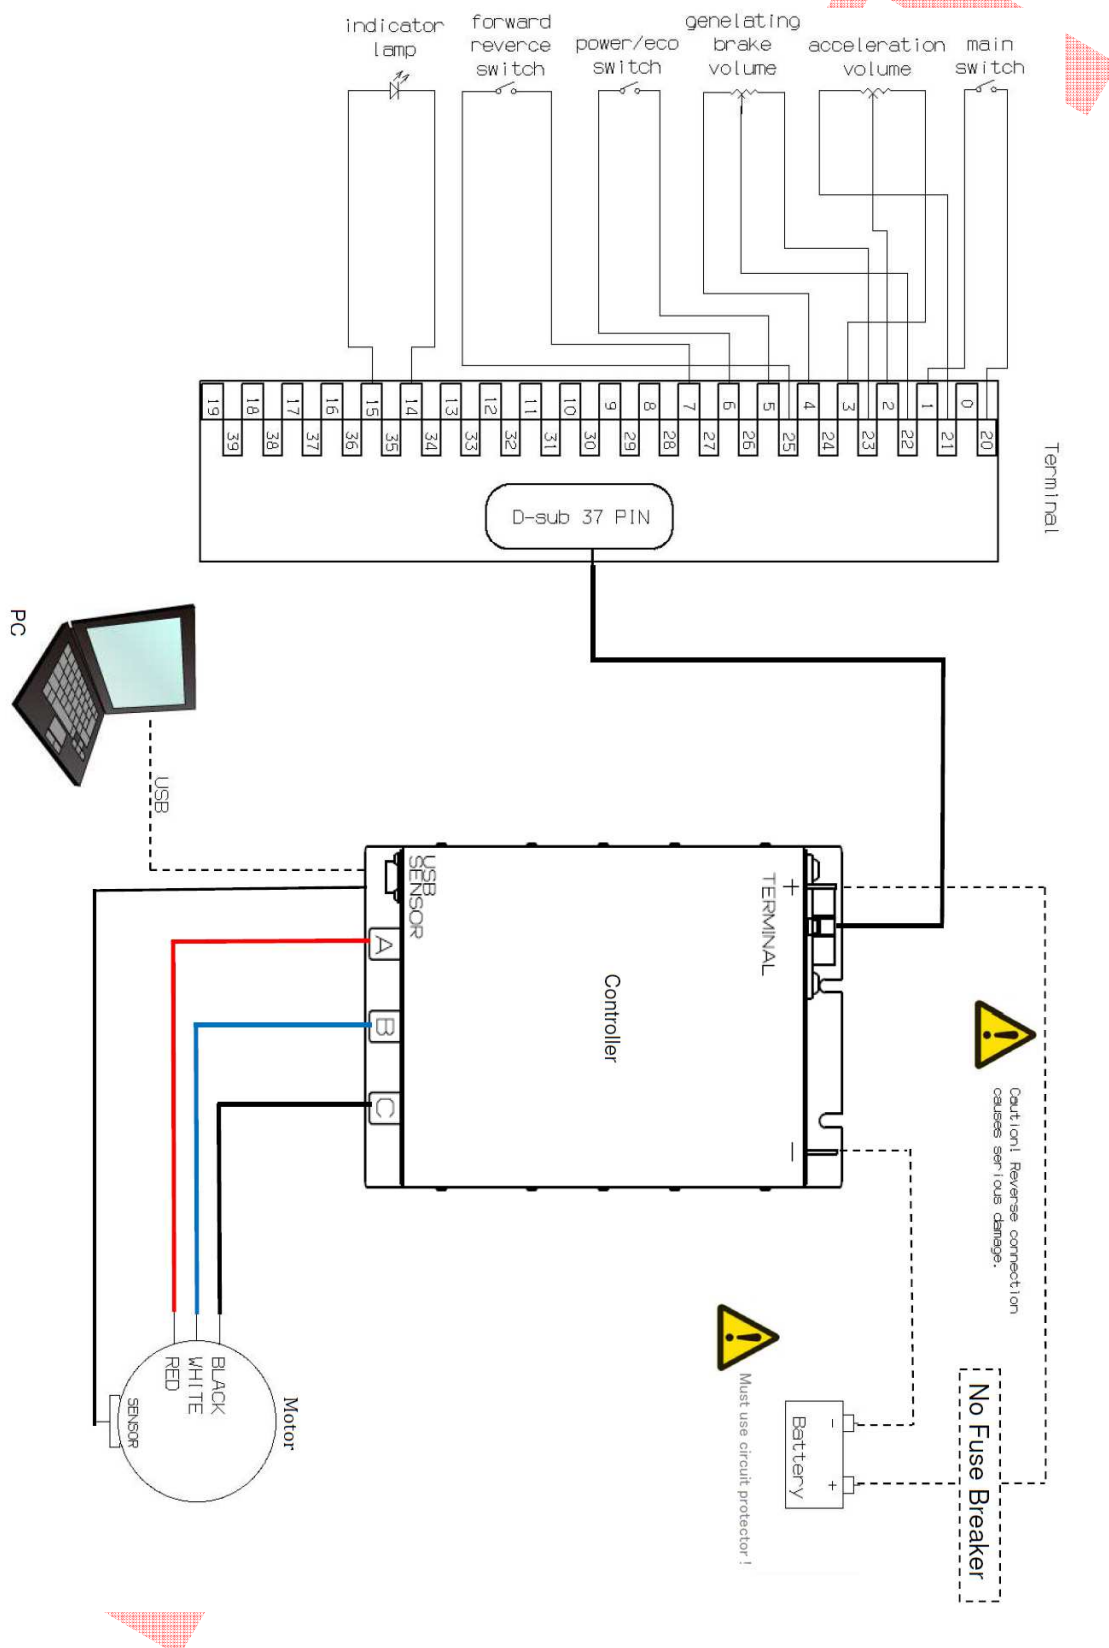 indicator
lamp
forward
reverce
switch
power/eco
switch
genelating
brake
volume
acceleration
volume
main
switch
19
18
17
16
15
14
13
12
11
10
9
8
7
6
5
4
3
2
1
0
39
38
37
36
35
34
33
32
31
30
29
28
27
26
25
24
23
22
21
20
Terminal
D-sub 37 PIN
PC
USB
USB
SENSOR
+
TERMINAL
A
B
C
Controller
−
Caution! Reverse connection
causes serious damage.
Must use circuit protector!
No Fuse Breaker
Battery
−
+
BLACK
WHITE
RED
Motor
SENSOR